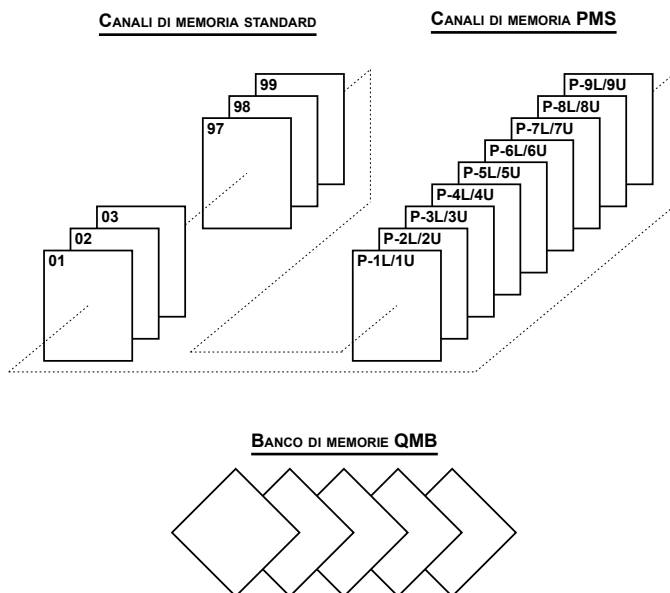 CANALI DI MEMORIA STANDARD
CANALI DI MEMORIA PMS
99
98
97
03
02
01
P-9L/9U
P-8L/8U
P-7L/7U
P-6L/6U
P-5L/5U
P-4L/4U
P-3L/3U
P-2L/2U
P-1L/1U
BANCO DI MEMORIE QMB